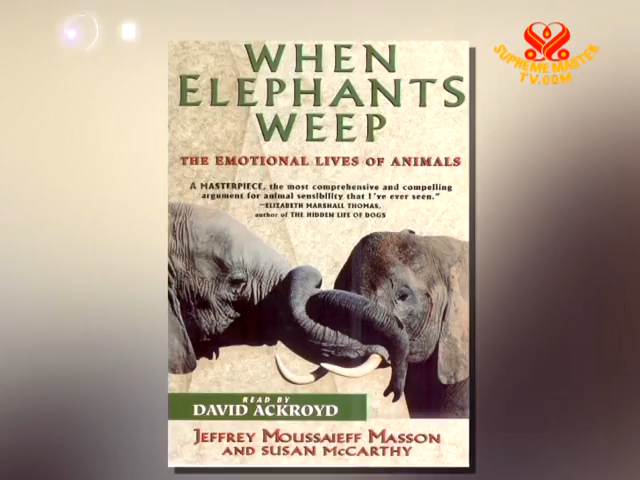 WHEN
ELEPHANTS
WEEP
THE EMOTIONAL LIVES OF ANIMALS
A MASTERPIECE, the most comprehensive and compelling
argument for animal sensibility that I've ever seen."
—ELIZABETH MARSHALL THOMAS,
author of THE HIDDEN LIFE OF DOGS
READ BY
DAVID ACKROYD
JEFFREY MOUSSAIEFF MASSON
AND SUSAN McCARTHY
SUPREME MASTER
TV.COM